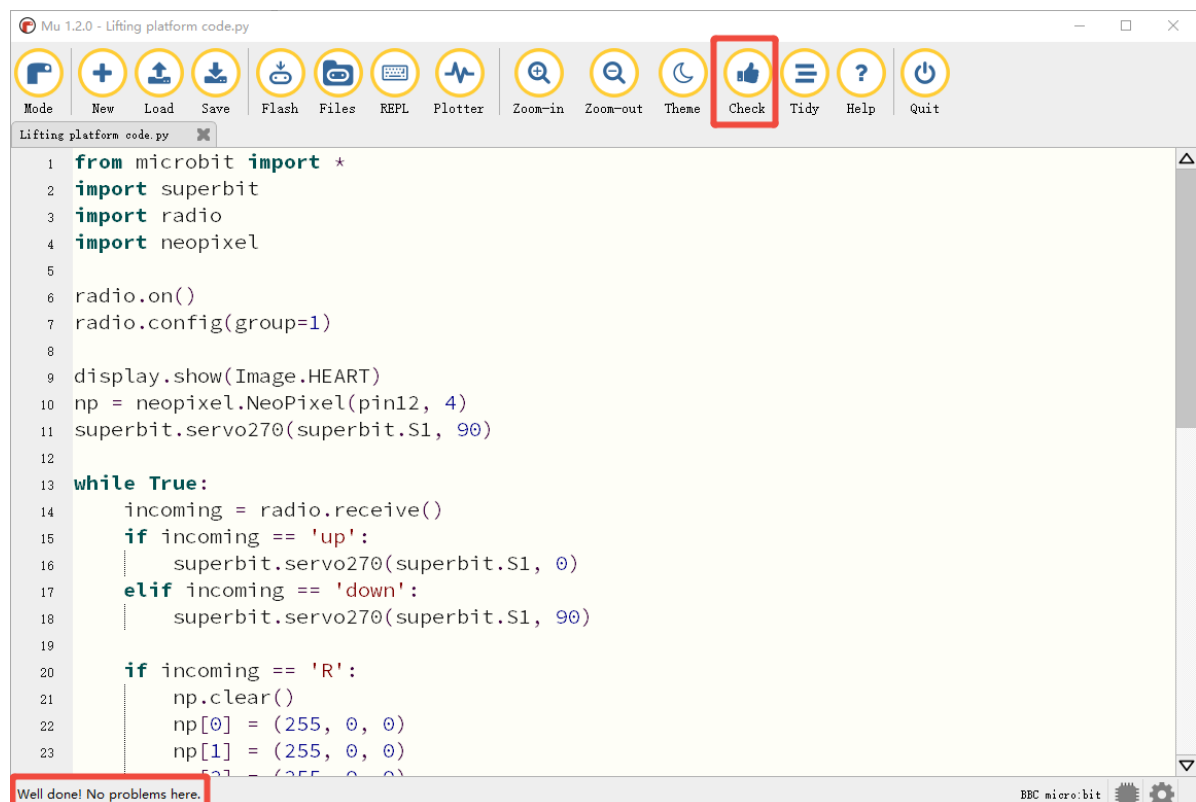 Mu 1.2.0 - Lifting platform code.py
Mode New Load Save Flash Files REPL Plotter Zoom-in Zoom-out Theme Check Tidy Help Quit
Lifting platform code.py
1 from microbit import *
2 import superbit
3 import radio
4 import neopixel
5
6 radio.on()
7 radio.config(group=1)
8
9 display.show(Image.HEART)
10 np = neopixel.NeoPixel(pin12, 4)
11 superbit.servo270(superbit.S1, 90)
12
13 while True:
14 incoming = radio.receive()
15 if incoming == 'up':
16 superbit.servo270(superbit.S1, 0)
17 elif incoming == 'down':
18 superbit.servo270(superbit.S1, 90)
19
20 if incoming == 'R':
21 np.clear()
22 np[0] = (255, 0, 0)
23 np[1] = (255, 0, 0)
np[2] = (255, 0, 0)
Well done! No problems here.
BBC micro:bit